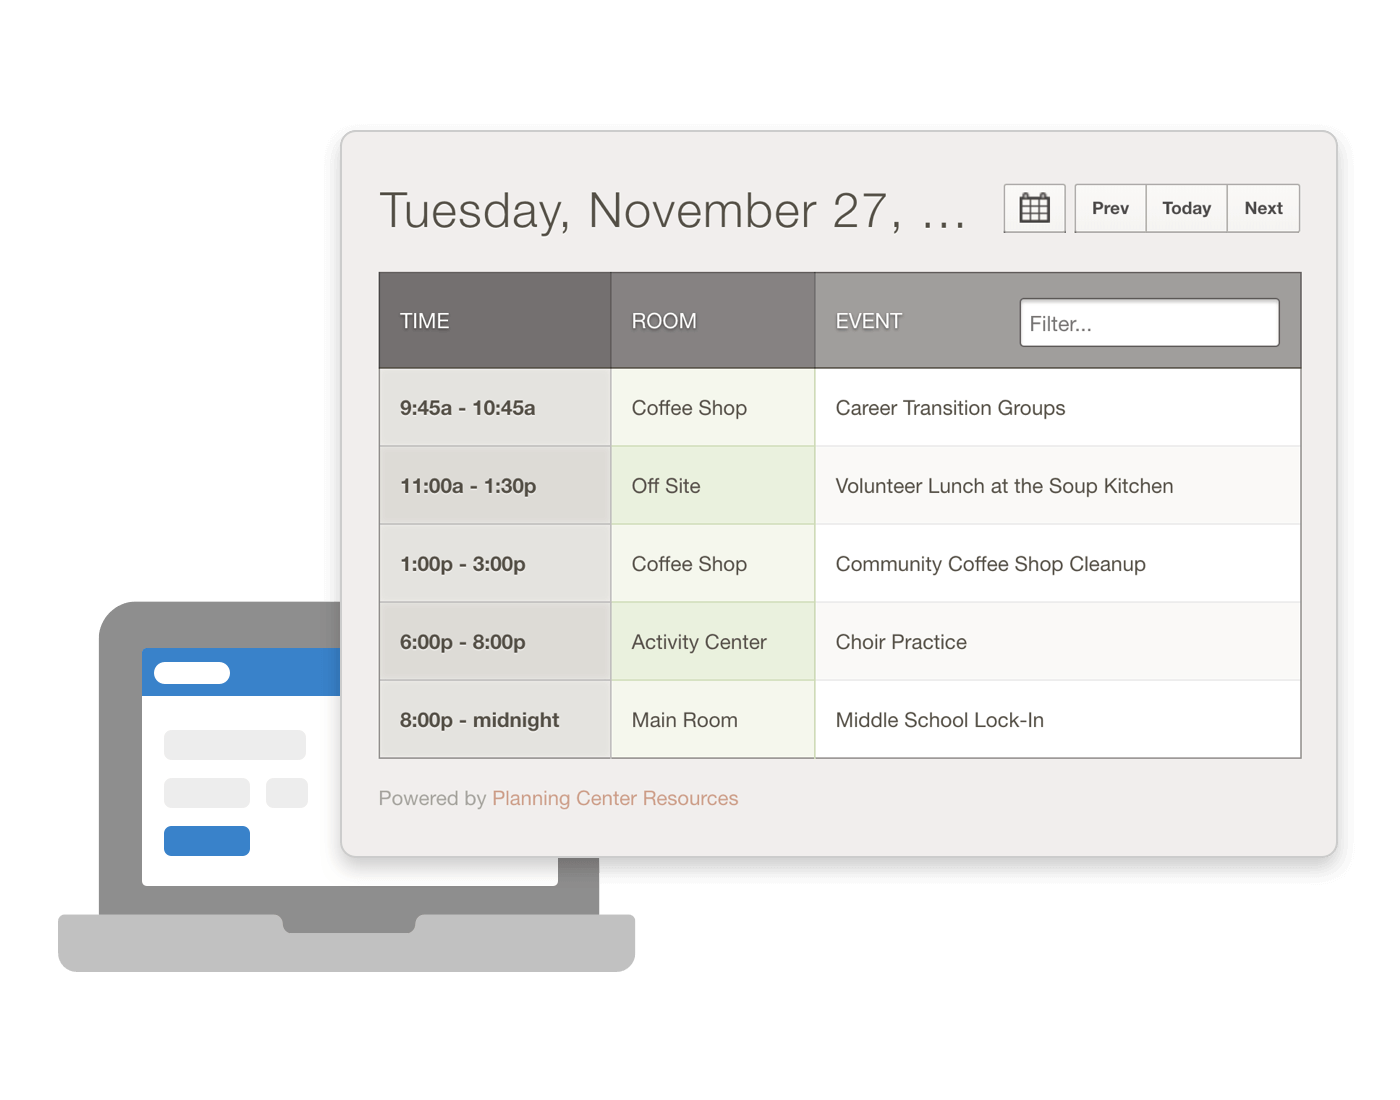 Tuesday, November 27, ...
Prev Today Next
TIME ROOM EVENT Filter...
9:45a - 10:45a Coffee Shop Career Transition Groups
11:00a - 1:30p Off Site Volunteer Lunch at the Soup Kitchen
1:00p - 3:00p Coffee Shop Community Coffee Shop Cleanup
6:00p - 8:00p Activity Center Choir Practice
8:00p - midnight Main Room Middle School Lock-In
Powered by Planning Center Resources